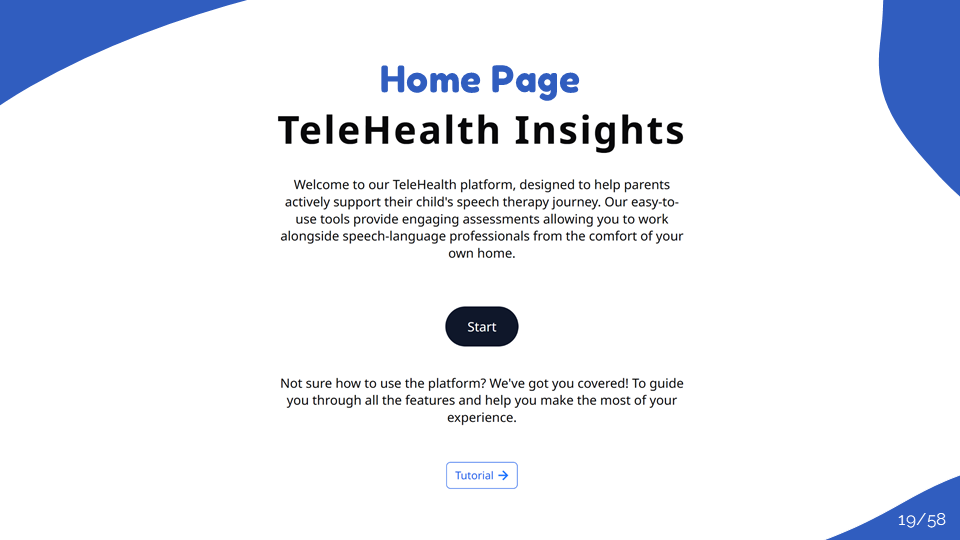 Home Page
TeleHealth Insights
Welcome to our TeleHealth platform, designed to help parents
actively support their child's speech therapy journey. Our easy-to-
use tools provide engaging assessments allowing you to work
alongside speech-language professionals from the comfort of your
own home.
Start
Not sure how to use the platform? We've got you covered! To guide
you through all the features and help you make the most of your
experience.
Tutorial →
19/58